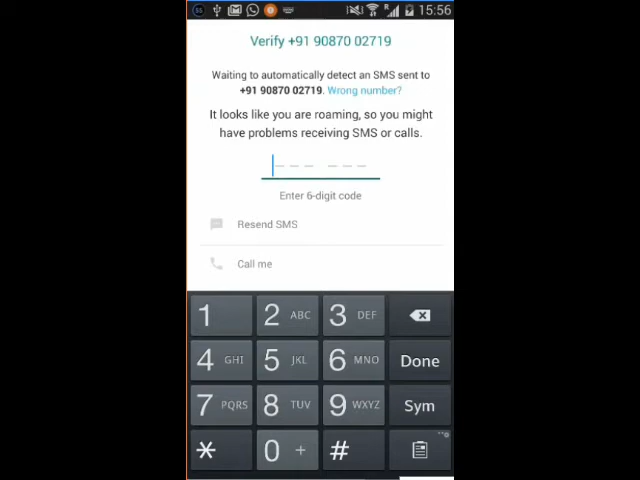 15:56
Verify +91 90870 02719
Waiting to automatically detect an SMS sent to
+91 90870 02719. Wrong number?
It looks like you are roaming, so you might
have problems receiving SMS or calls.
Enter 6-digit code
Resend SMS
Call me
1 2 ABC 3 DEF
4 GHI 5 JKL 6 MNO Done
7 PQRS 8 TUV 9 WXYZ Sym
* 0 + #